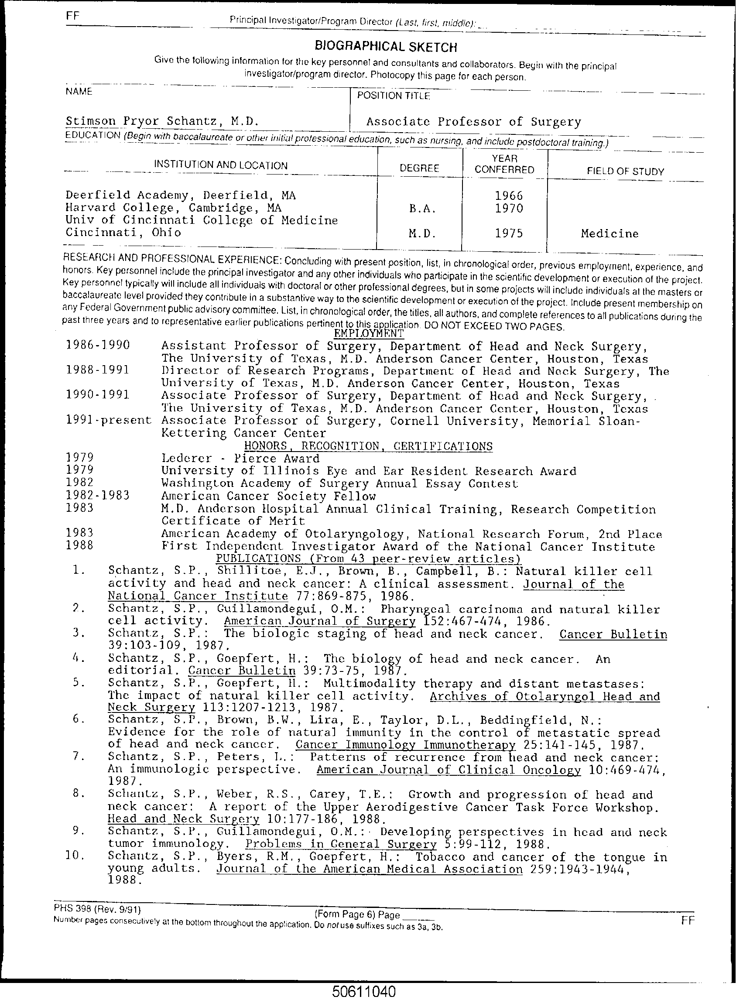 FF
Principal Investigator/Program Director (Last, first, middle):
BIOGRAPHICAL SKETCH
Give the following information for the key personnel and consultants and collaborators. Begin with the principal
investigator/program director. Photocopy this page for each person.
NAME
POSITION TITLE
Stimson Pryor Schantz, M.D.
Associate Professor of Surgery
EDUCATION (Begin with baccalaureate or other initial professional education, such as nursing, and include postdoctoral training.)
INSTITUTION AND LOCATION DEGREE YEAR CONFERRED FIELD OF STUDY
Deerfield Academy, Deerfield, MA 1966
Harvard College, Cambridge, MA B.A. 1970
Univ of Cincinnati College of Medicine
Cincinnati, Ohio M.D. 1975 Medicine
RESEARCH AND PROFESSIONAL EXPERIENCE: Concluding with present position, list, in chronological order, previous employment, experience, and
honors. Key personnel include the principal investigator and any other individuals who participate in the scientific development or execution of the project.
Key personnel typically will include all individuals with doctoral or other professional degrees, but in some projects will include individuals at the masters or
baccalaureate level provided they contribute in a substantive way to the scientific development or execution of the project. Include present membership on
any Federal Government public advisory committee. List, in chronological order, the titles, all authors, and complete references to all publications during the
past three years and to representative earlier publications pertinent to this application. DO NOT EXCEED TWO PAGES.
EMPLOYMENT
1986-1990 Assistant Professor of Surgery, Department of Head and Neck Surgery,
The University of Texas, M.D. Anderson Cancer Center, Houston, Texas
1988-1991 Director of Research Programs, Department of Head and Neck Surgery, The
University of Texas, M.D. Anderson Cancer Center, Houston, Texas
1990-1991 Associate Professor of Surgery, Department of Head and Neck Surgery,
The University of Texas, M.D. Anderson Cancer Center, Houston, Texas
1991-present Associate Professor of Surgery, Cornell University, Memorial Sloan-
Kettering Cancer Center
HONORS, RECOGNITION, CERTIFICATIONS
1979 Lederer - Pierce Award
1979 University of Illinois Eye and Ear Resident Research Award
1982 Washington Academy of Surgery Annual Essay Contest
1982-1983 American Cancer Society Fellow
1983 M.D. Anderson Hospital Annual Clinical Training, Research Competition
Certificate of Merit
1983 American Academy of Otolaryngology, National Research Forum, 2nd Place
1988 First Independent Investigator Award of the National Cancer Institute
PUBLICATIONS (From 43 peer-review articles)
1. Schantz, S.P., Shillitoe, E.J., Brown, B., Campbell, B.: Natural killer cell
activity and head and neck cancer: A clinical assessment. Journal of the
National Cancer Institute 77:869-875, 1986.
2. Schantz, S.P., Guillamondegui, O.M.: Pharyngeal carcinoma and natural killer
cell activity. American Journal of Surgery 152:467-474, 1986.
3. Schantz, S.P.: The biologic staging of head and neck cancer. Cancer Bulletin
39:103-109, 1987.
4. Schantz, S.P., Goepfert, H.: The biology of head and neck cancer. An
editorial. Cancer Bulletin 39:73-75, 1987.
5. Schantz, S.P., Goepfert, H.: Multimodality therapy and distant metastases:
The impact of natural killer cell activity. Archives of Otolaryngol Head and
Neck Surgery 113:1207-1213, 1987.
6. Schantz, S.P., Brown, B.W., Lira, E., Taylor, D.L., Beddingfield, N.:
Evidence for the role of natural immunity in the control of metastatic spread
of head and neck cancer. Cancer Immunology Immunotherapy 25:141-145, 1987.
7. Schantz, S.P., Peters, L.: Patterns of recurrence from head and neck cancer:
An immunologic perspective. American Journal of Clinical Oncology 10:469-474,
1987.
8. Schantz, S.P., Weber, R.S., Carey, T.E.: Growth and progression of head and
neck cancer: A report of the Upper Aerodigestive Cancer Task Force Workshop.
Head and Neck Surgery 10:177-186, 1988.
9. Schantz, S.P., Guillamondegui, O.M.: Developing perspectives in head and neck
tumor immunology. Problems in General Surgery 5:99-112, 1988.
10. Schantz, S.P., Byers, R.M., Goepfert, H.: Tobacco and cancer of the tongue in
young adults. Journal of the American Medical Association 259:1943-1944,
1988.
PHS 398 (Rev. 9/91) (Form Page 6) Page ____ FF
Number pages consecutively at the bottom throughout the application. Do not use suffixes such as 3a, 3b.
50611040